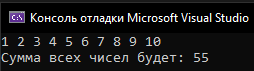 Консоль отладки Microsoft Visual Studio
1 2 3 4 5 6 7 8 9 10
Сумма всех чисел будет: 55